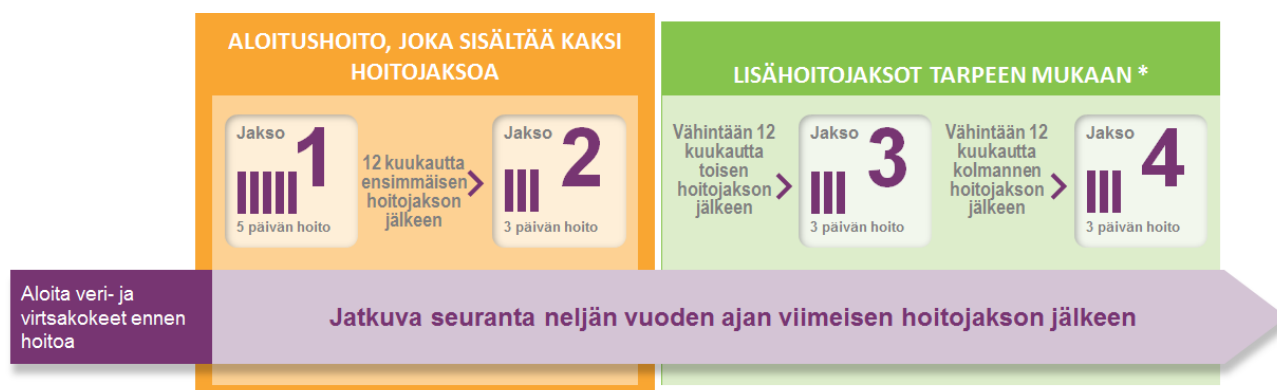 ALOITUSHOITO, JOKA SISÄLTÄÄ KAKSI
HOITOJAKSOA
Jakso 1
5 päivän hoito
12 kuukautta
ensimmäisen
hoitojakson
jälkeen
Jakso 2
3 päivän hoito
LISÄHOITOJAKSOT TARPEEN MUKAAN *
Vähintään 12
kuukautta
toisen
hoitojakson
jälkeen
Jakso 3
3 päivän hoito
Vähintään 12
kuukautta
kolmannen
hoitojakson
jälkeen
Jakso 4
3 päivän hoito
Aloita veri- ja
virtsakokeet ennen
hoitoa
Jatkuva seuranta neljän vuoden ajan viimeisen hoitojakson jälkeen